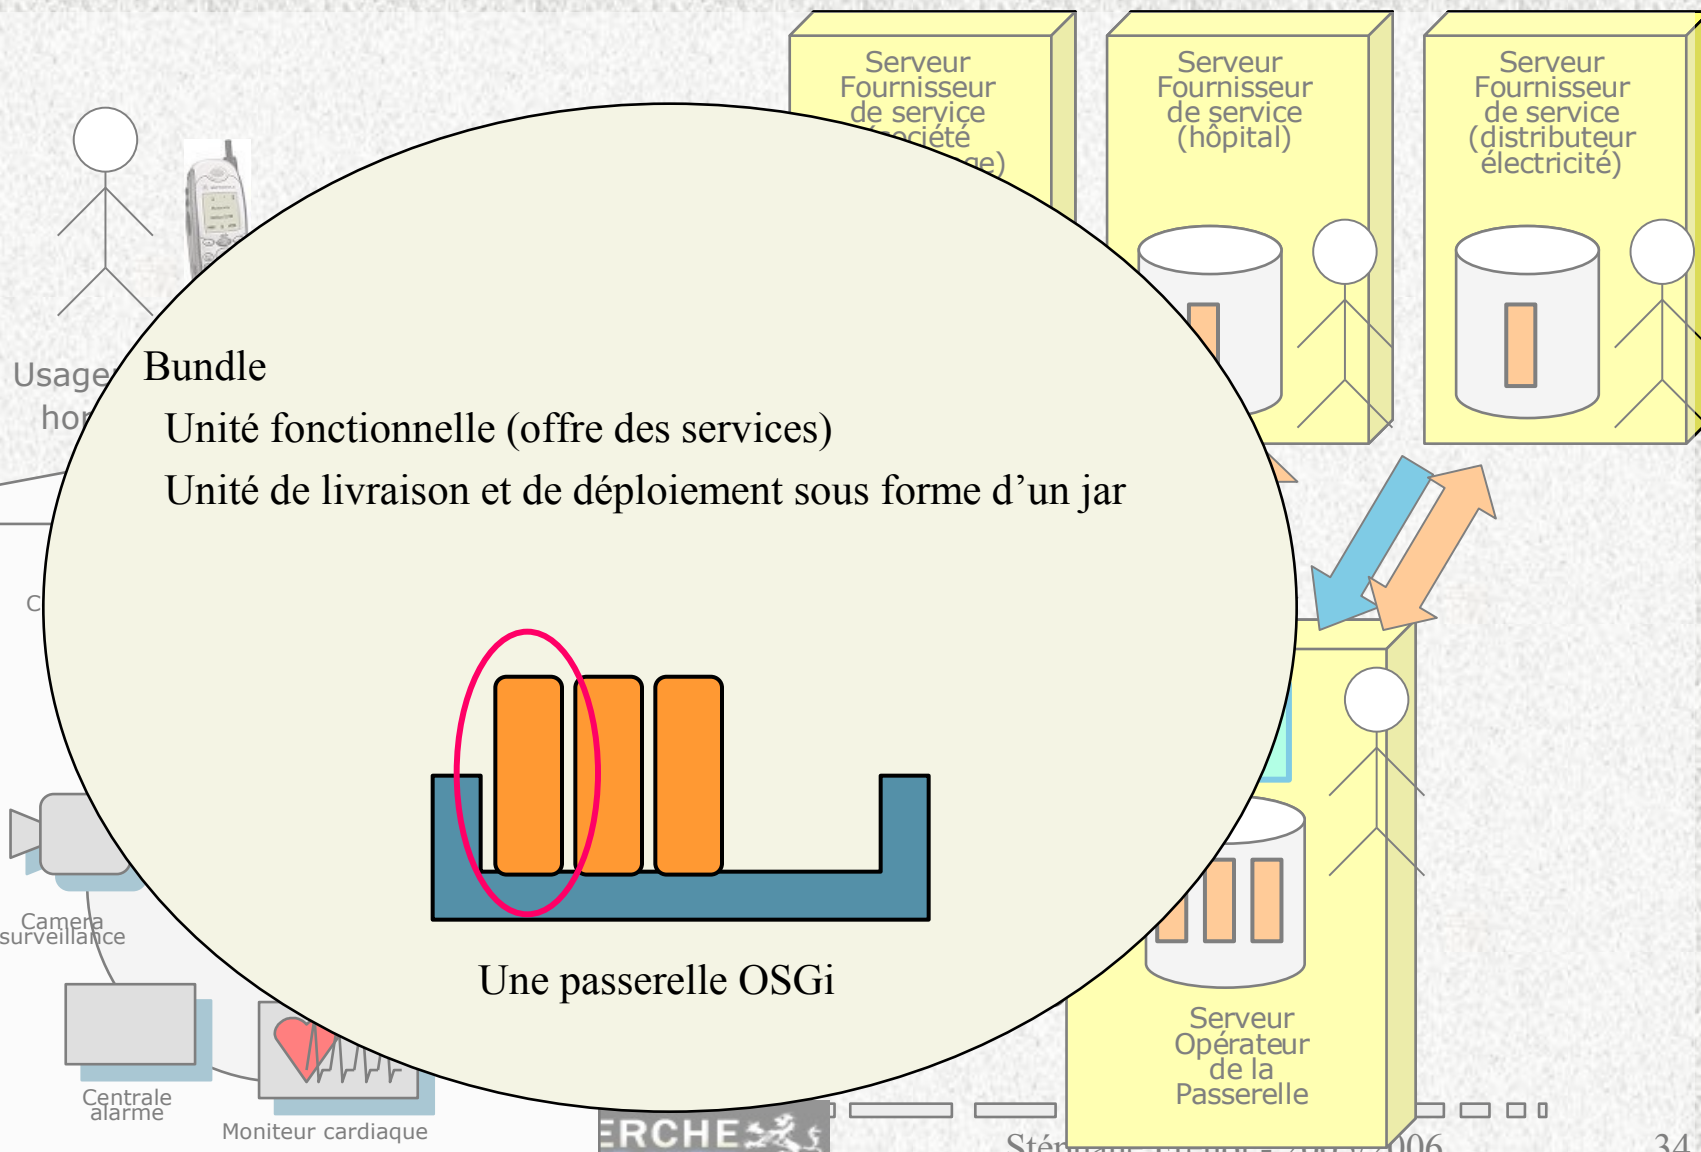 Serveur
Fournisseur
de service
Serveur
Fournisseur
de service
(hôpital)
Serveur
Fournisseur
de service
(distributeur
électricité)
Bundle
Unité fonctionnelle (offre des services)
Unité de livraison et de déploiement sous forme d’un jar
Camera
surveillance
Une passerelle OSGi
Centrale
alarme
Moniteur cardiaque
Serveur
Opérateur
de la
Passerelle
34